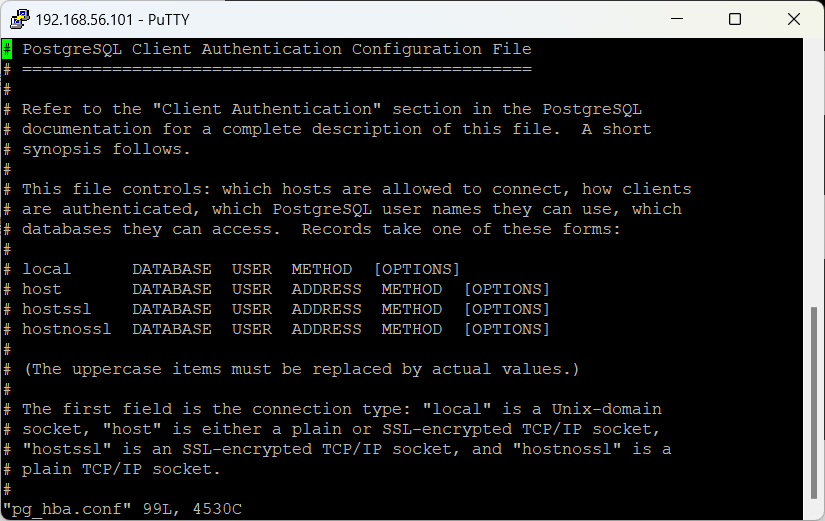 192.168.56.101 - PuTTY
# PostgreSQL Client Authentication Configuration File
# ===================================================
#
# Refer to the "Client Authentication" section in the PostgreSQL
# documentation for a complete description of this file.  A short
# synopsis follows.
#
# This file controls: which hosts are allowed to connect, how clients
# are authenticated, which PostgreSQL user names they can use, which
# databases they can access.  Records take one of these forms:
#
# local      DATABASE  USER  METHOD  [OPTIONS]
# host       DATABASE  USER  ADDRESS  METHOD  [OPTIONS]
# hostssl    DATABASE  USER  ADDRESS  METHOD  [OPTIONS]
# hostnossl  DATABASE  USER  ADDRESS  METHOD  [OPTIONS]
#
# (The uppercase items must be replaced by actual values.)
#
# The first field is the connection type: "local" is a Unix-domain
# socket, "host" is either a plain or SSL-encrypted TCP/IP socket,
# "hostssl" is an SSL-encrypted TCP/IP socket, and "hostnossl" is a
# plain TCP/IP socket.
#
"pg_hba.conf" 99L, 4530C